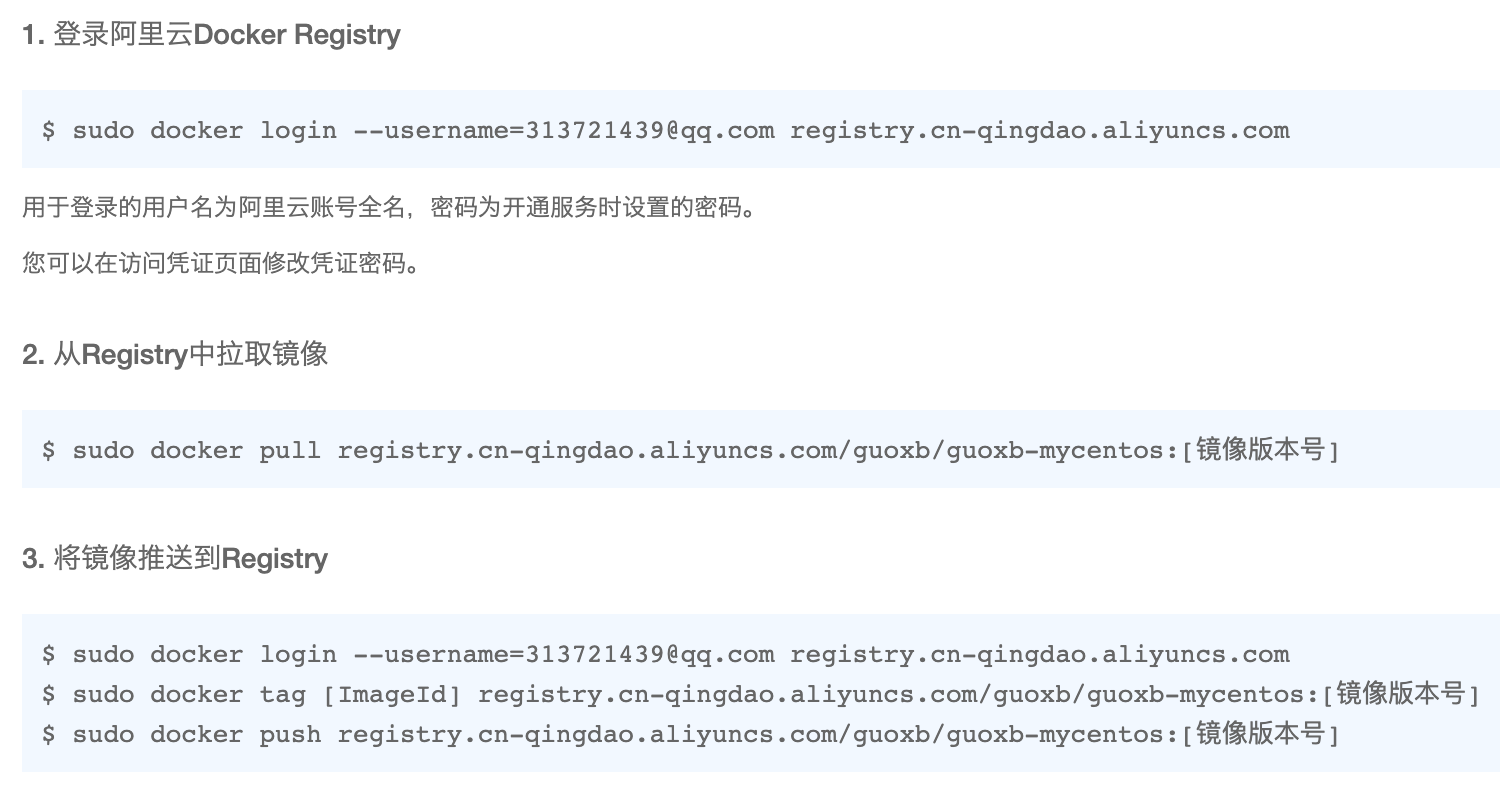 1. 登录阿里云Docker Registry
$ sudo docker login --username=313721439@qq.com registry.cn-qingdao.aliyuncs.com
用于登录的用户名为阿里云账号全名，密码为开通服务时设置的密码。
您可以在访问凭证页面修改凭证密码。
2. 从Registry中拉取镜像
$ sudo docker pull registry.cn-qingdao.aliyuncs.com/guoxb/guoxb-mycentos:[镜像版本号]
3. 将镜像推送到Registry
$ sudo docker login --username=313721439@qq.com registry.cn-qingdao.aliyuncs.com
$ sudo docker tag [ImageId] registry.cn-qingdao.aliyuncs.com/guoxb/guoxb-mycentos:[镜像版本号]
$ sudo docker push registry.cn-qingdao.aliyuncs.com/guoxb/guoxb-mycentos:[镜像版本号]